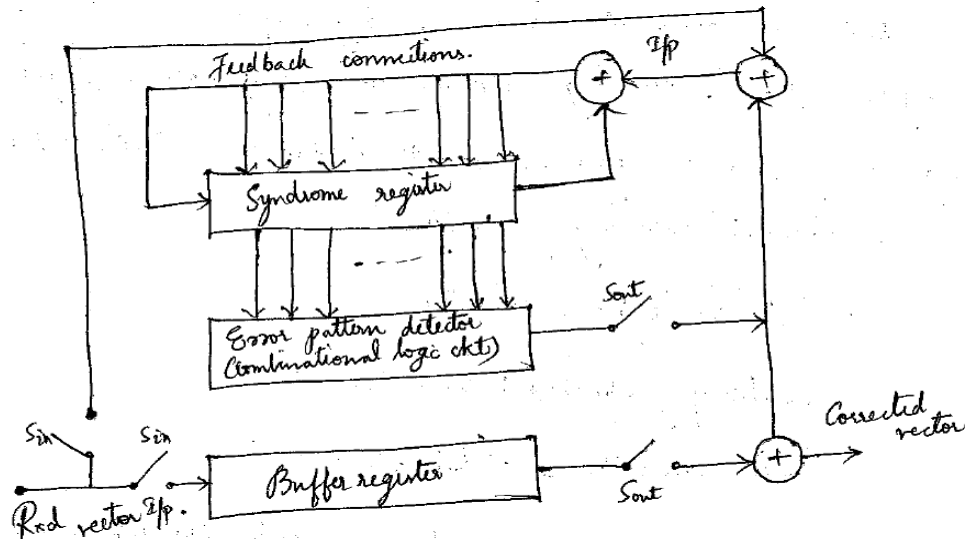 Feedback connections.
I/p
+
+
Syndrome register
Sout
Error pattern detector
(Combinational logic ckt)
Sin
Sin
Corrected
vector
Buffer register
+
Sout
Rxd vector I/p.